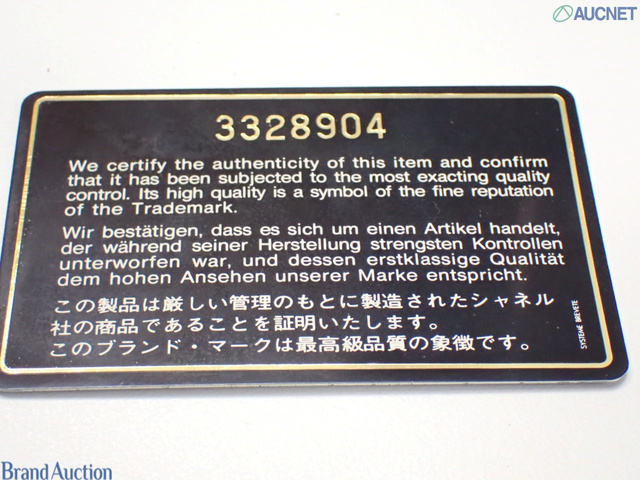 AUCNET
3328904
We certify the authenticity of this item and confirm
that it has been subjected to the most exacting quality
control. Its high quality is a symbol of the fine reputation
of the Trademark.
Wir bestätigen, dass es sich um einen Artikel handelt,
der während seiner Herstellung strengsten Kontrollen
unterworfen war, und dessen erstklassige Qualität
dem hohen Ansehen unserer Marke entspricht.
この製品は厳しい管理のもとに製造されたシャネル
社の商品であることを証明いたします。
このブランド・マークは最高級品質の象徴です。
SYSTEME BREVETE
Brand Auction